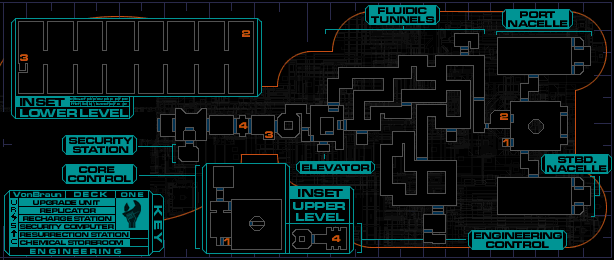 FLUIDIC
TUNNELS
PORT
NACELLE
2
3
INSET
LOWER LEVEL
SECURITY
STATION
4
3
2
1
CORE
CONTROL
ELEVATOR
STBD.
NACELLE
INSET
UPPER
LEVEL
1
4
ENGINEERING
CONTROL
VonBraun DECK ONE
UPGRADE UNIT
REPLICATOR
RECHARGE STATION
SECURITY COMPUTER
RESURRECTION STATION
CHEMICAL STOREROOM
ENGINEERING
KEY